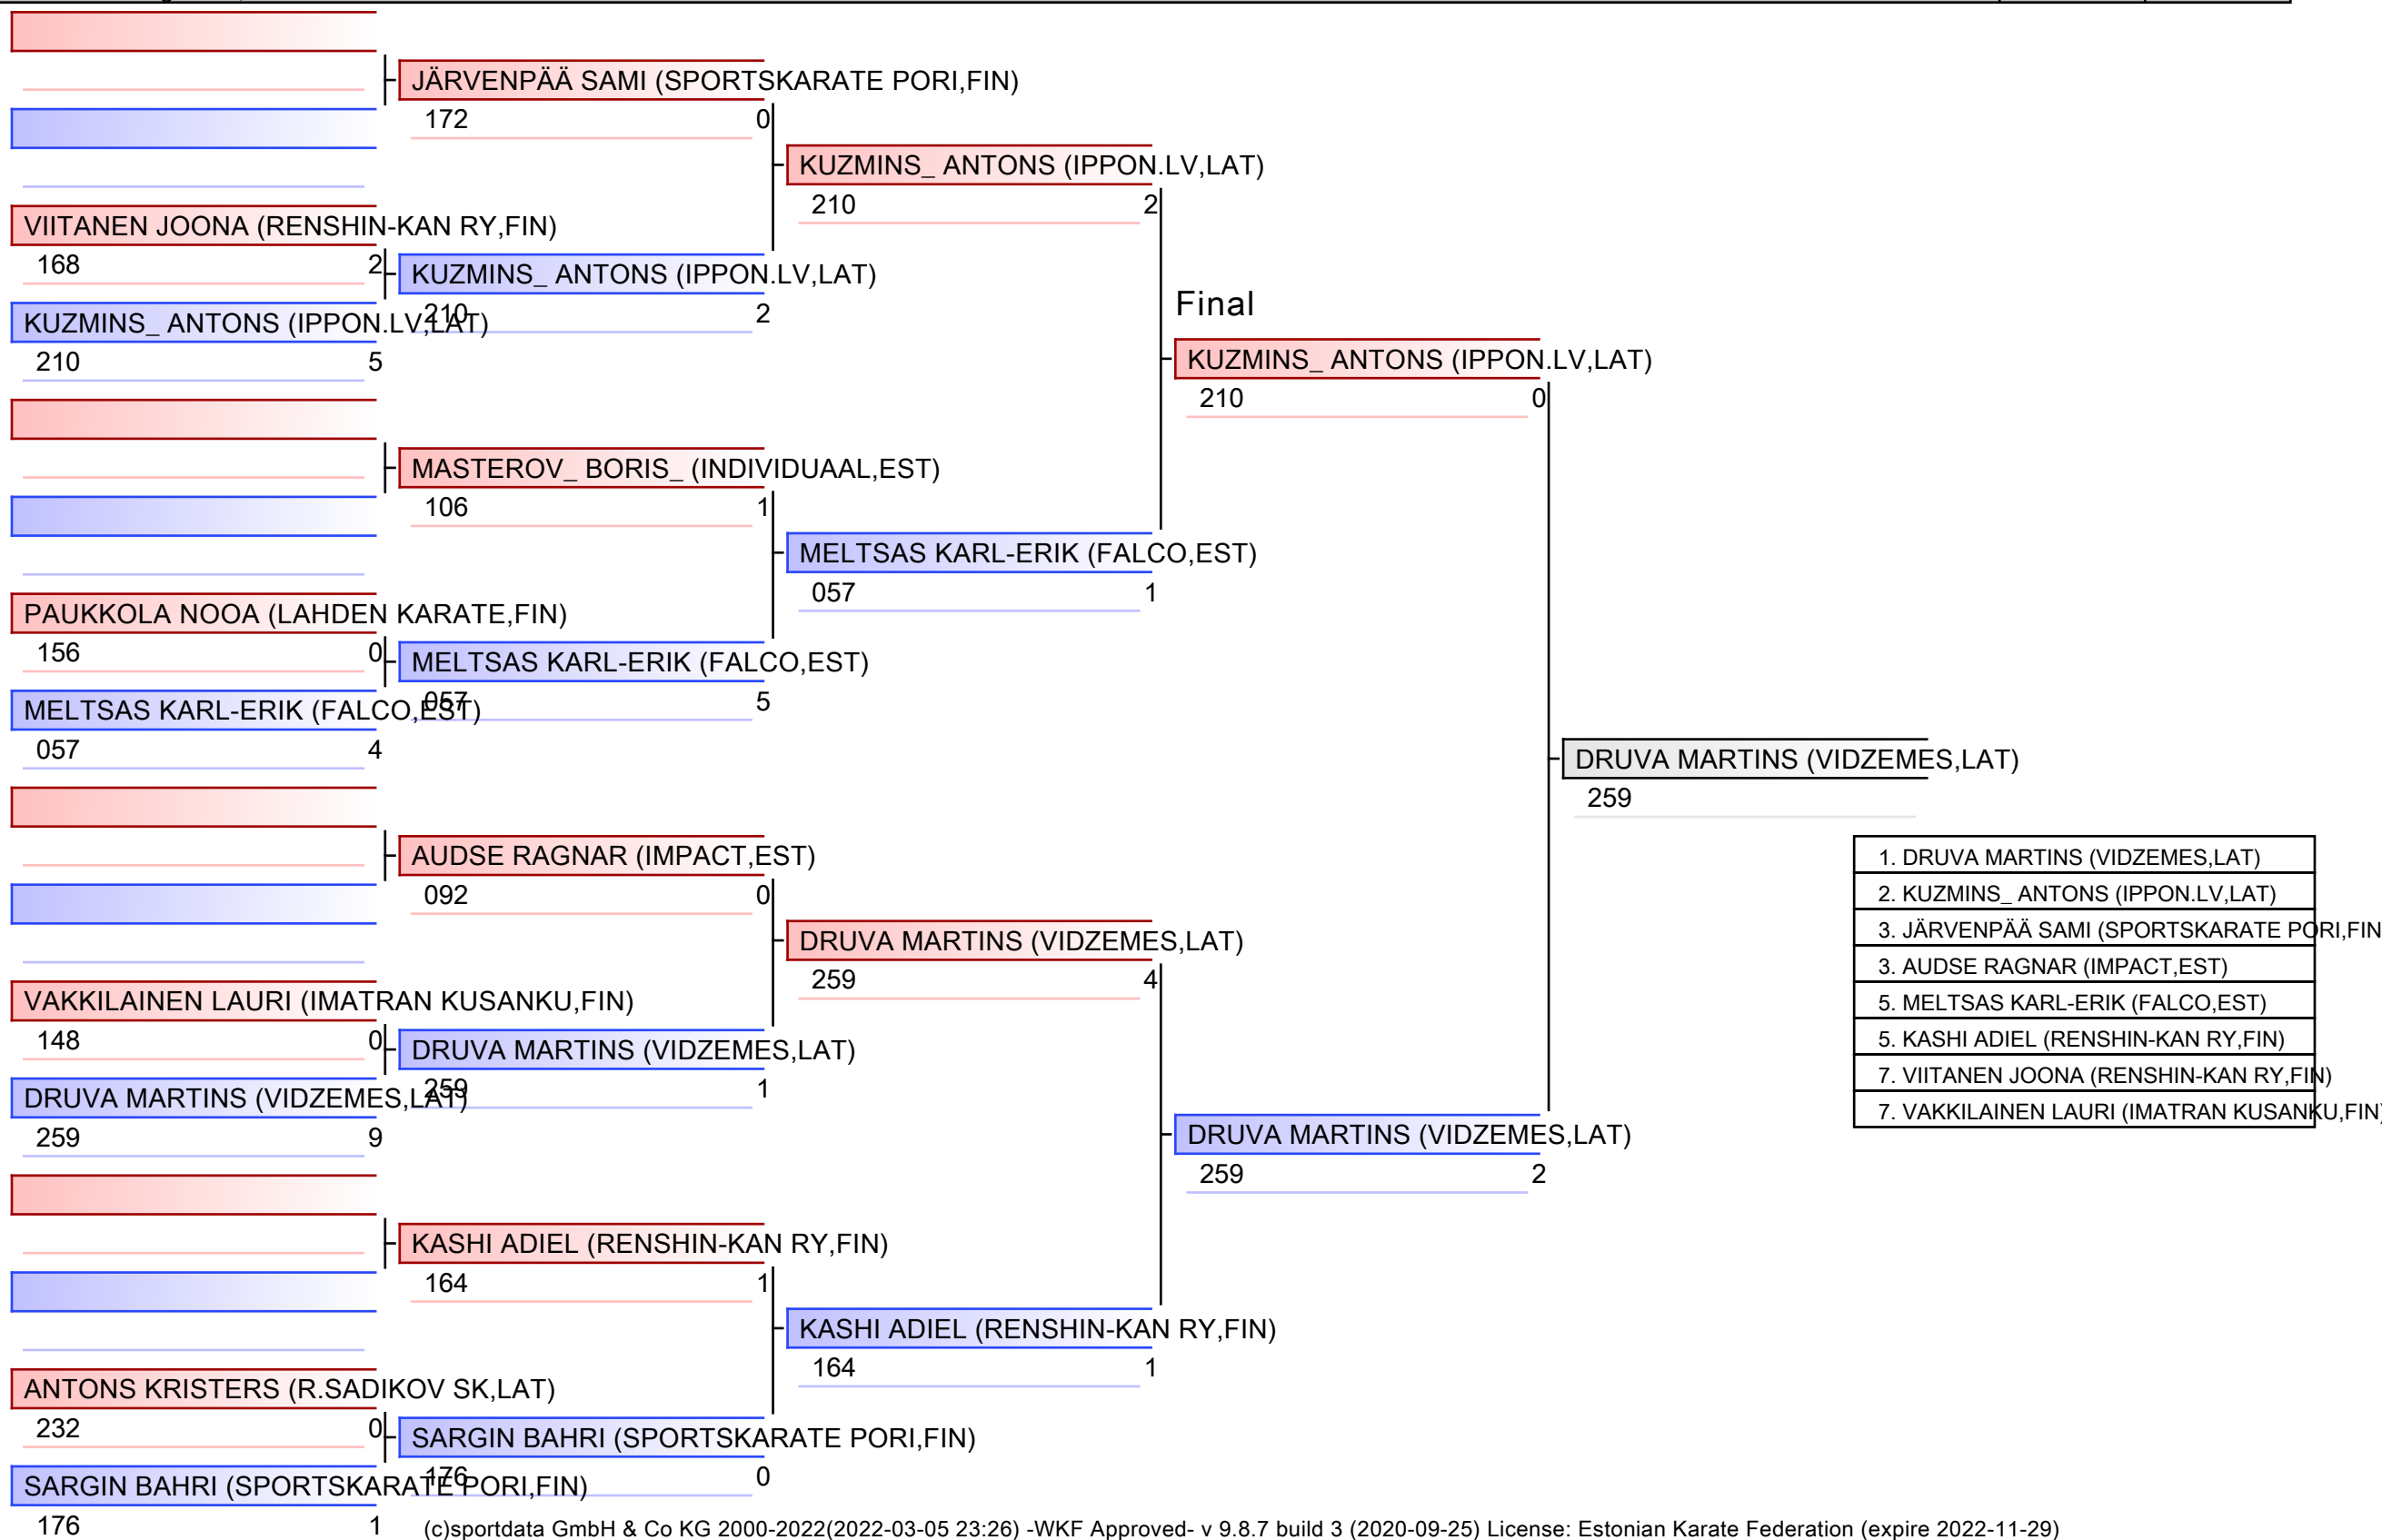 JÄRVENPÄÄ SAMI (SPORTSKARATE PORI,FIN)
172 0
KUZMINS_ ANTONS (IPPON.LV,LAT)
210 2
VIITANEN JOONA (RENSHIN-KAN RY,FIN)
168 2
KUZMINS_ ANTONS (IPPON.LV,LAT)
210 2
KUZMINS_ ANTONS (IPPON.LV,LAT)
210 5
Final
KUZMINS_ ANTONS (IPPON.LV,LAT)
210 0
MASTEROV_ BORIS_ (INDIVIDUAAL,EST)
106 1
MELTSAS KARL-ERIK (FALCO,EST)
057 1
PAUKKOLA NOOA (LAHDEN KARATE,FIN)
156 0
MELTSAS KARL-ERIK (FALCO,EST)
057 5
MELTSAS KARL-ERIK (FALCO,EST)
057 4
DRUVA MARTINS (VIDZEMES,LAT)
259
AUDSE RAGNAR (IMPACT,EST)
092 0
DRUVA MARTINS (VIDZEMES,LAT)
259 4
VAKKILAINEN LAURI (IMATRAN KUSANKU,FIN)
148 0
DRUVA MARTINS (VIDZEMES,LAT)
259 1
DRUVA MARTINS (VIDZEMES,LAT)
259 9
DRUVA MARTINS (VIDZEMES,LAT)
259 2
1. DRUVA MARTINS (VIDZEMES,LAT)
2. KUZMINS_ ANTONS (IPPON.LV,LAT)
3. JÄRVENPÄÄ SAMI (SPORTSKARATE PORI,FIN
3. AUDSE RAGNAR (IMPACT,EST)
5. MELTSAS KARL-ERIK (FALCO,EST)
5. KASHI ADIEL (RENSHIN-KAN RY,FIN)
7. VIITANEN JOONA (RENSHIN-KAN RY,FIN)
7. VAKKILAINEN LAURI (IMATRAN KUSANKU,FIN)
KASHI ADIEL (RENSHIN-KAN RY,FIN)
164 1
KASHI ADIEL (RENSHIN-KAN RY,FIN)
164 1
ANTONS KRISTERS (R.SADIKOV SK,LAT)
232 0
SARGIN BAHRI (SPORTSKARATE PORI,FIN)
176 0
SARGIN BAHRI (SPORTSKARATE PORI,FIN)
176 1
(c)sportdata GmbH & Co KG 2000-2022(2022-03-05 23:26) -WKF Approved- v 9.8.7 build 3 (2020-09-25) License: Estonian Karate Federation (expire 2022-11-29)